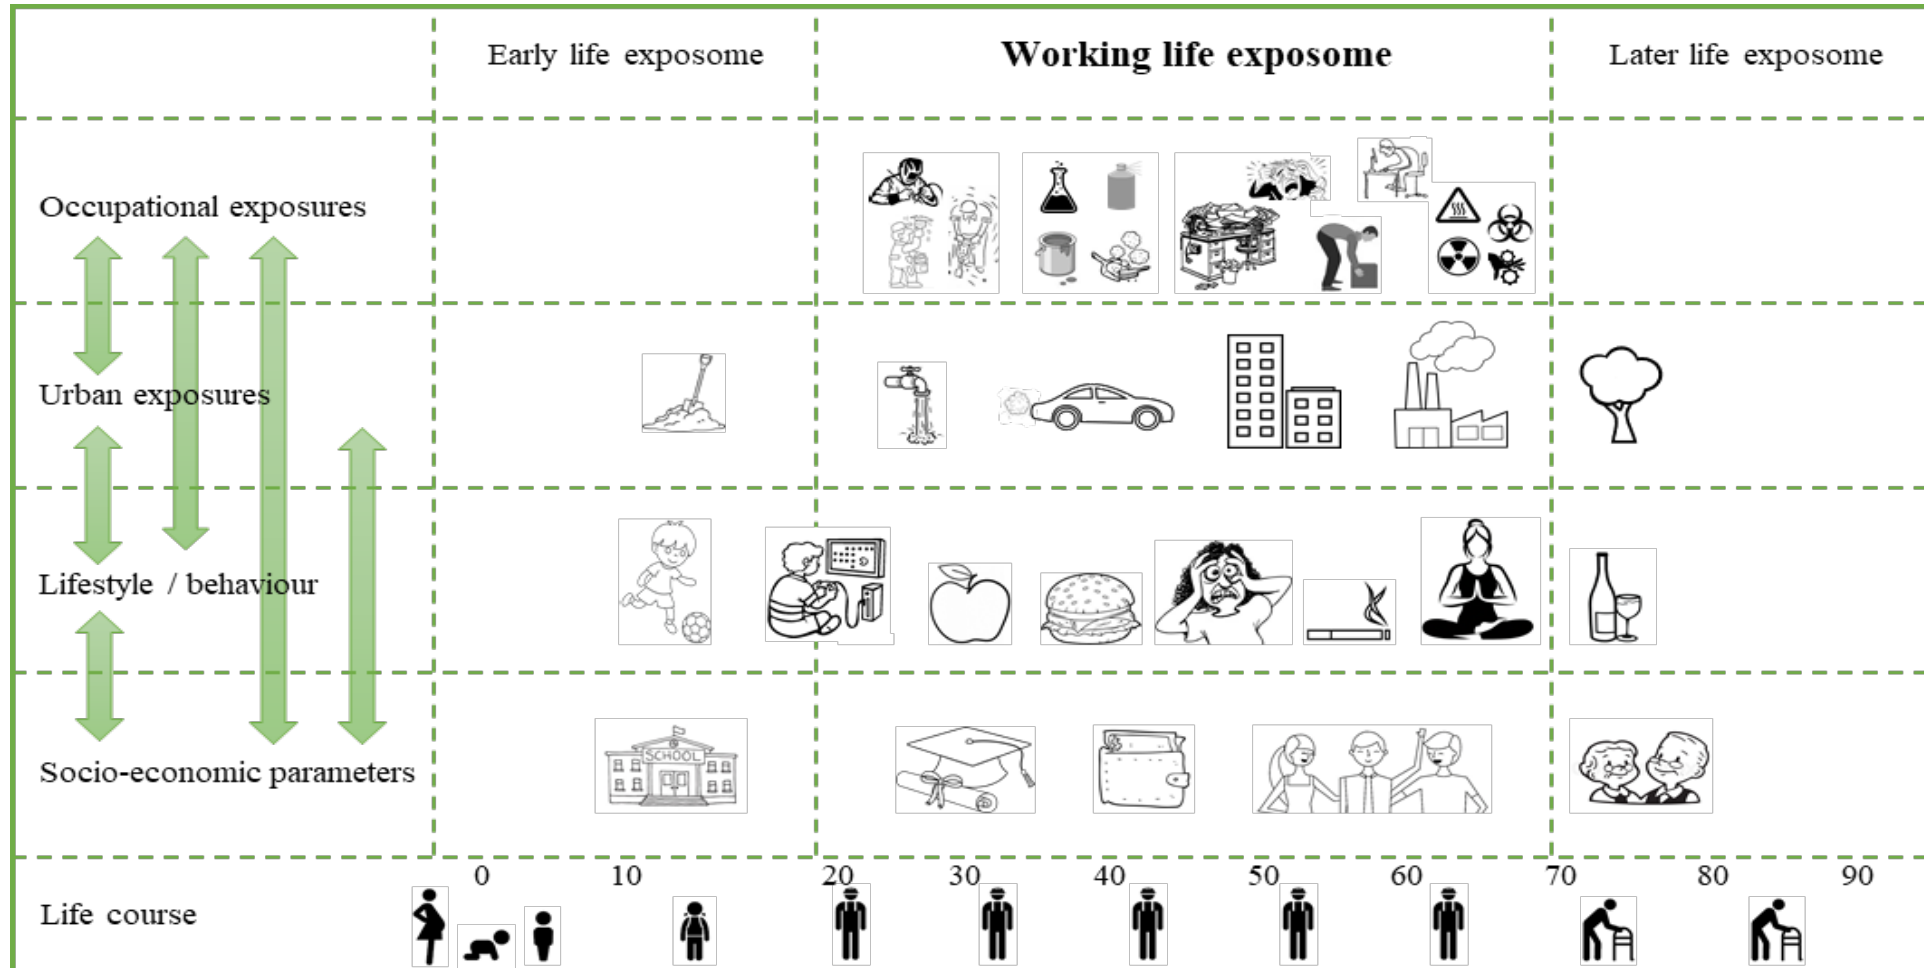 Early life exposome
Working life exposome
Later life exposome
Occupational exposures
Urban exposures
Lifestyle / behaviour
SCHOOL
Socio-economic parameters
0 10 20 30 40 50 60 70 80 90
Life course